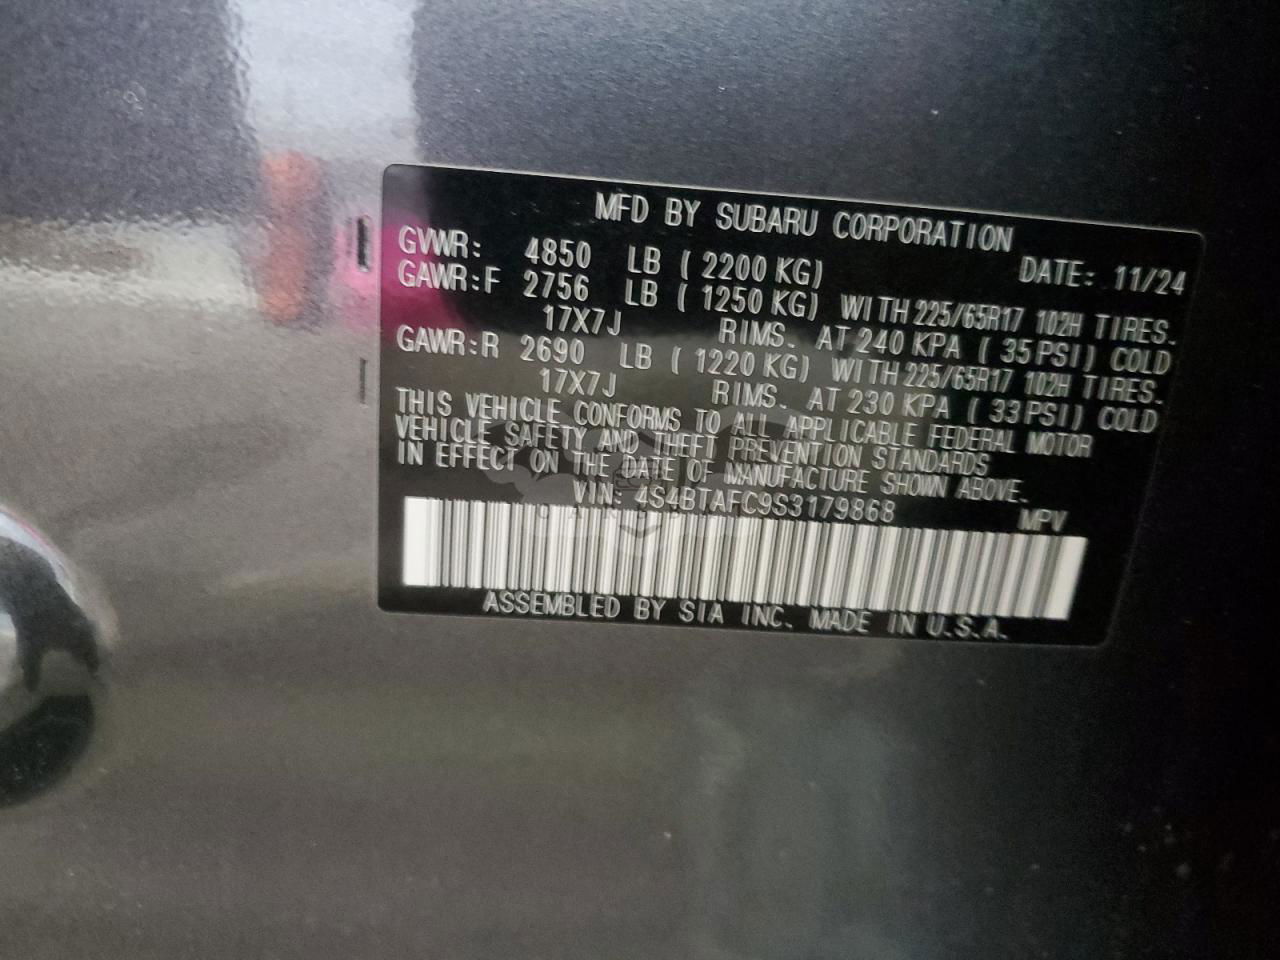 MFD BY SUBARU CORPORATION
GVWR: 4850 LB ( 2200 KG) DATE: 11/24
GAWR:F 2756 LB ( 1250 KG) WITH 225/65R17 102H TIRES.
17X7J RIMS. AT 240 KPA ( 35PSI) COLD
GAWR:R 2690 LB ( 1220 KG) WITH 225/65R17 102H TIRES.
17X7J RIMS. AT 230 KPA ( 33PSI) COLD
THIS VEHICLE CONFORMS TO ALL APPLICABLE FEDERAL MOTOR
VEHICLE SAFETY AND THEFT PREVENTION STANDARDS
IN EFFECT ON THE DATE OF MANUFACTURE SHOWN ABOVE.
VIN: 4S4BTAFC9S3179868 MPV
ASSEMBLED BY SIA INC. MADE IN U.S.A.